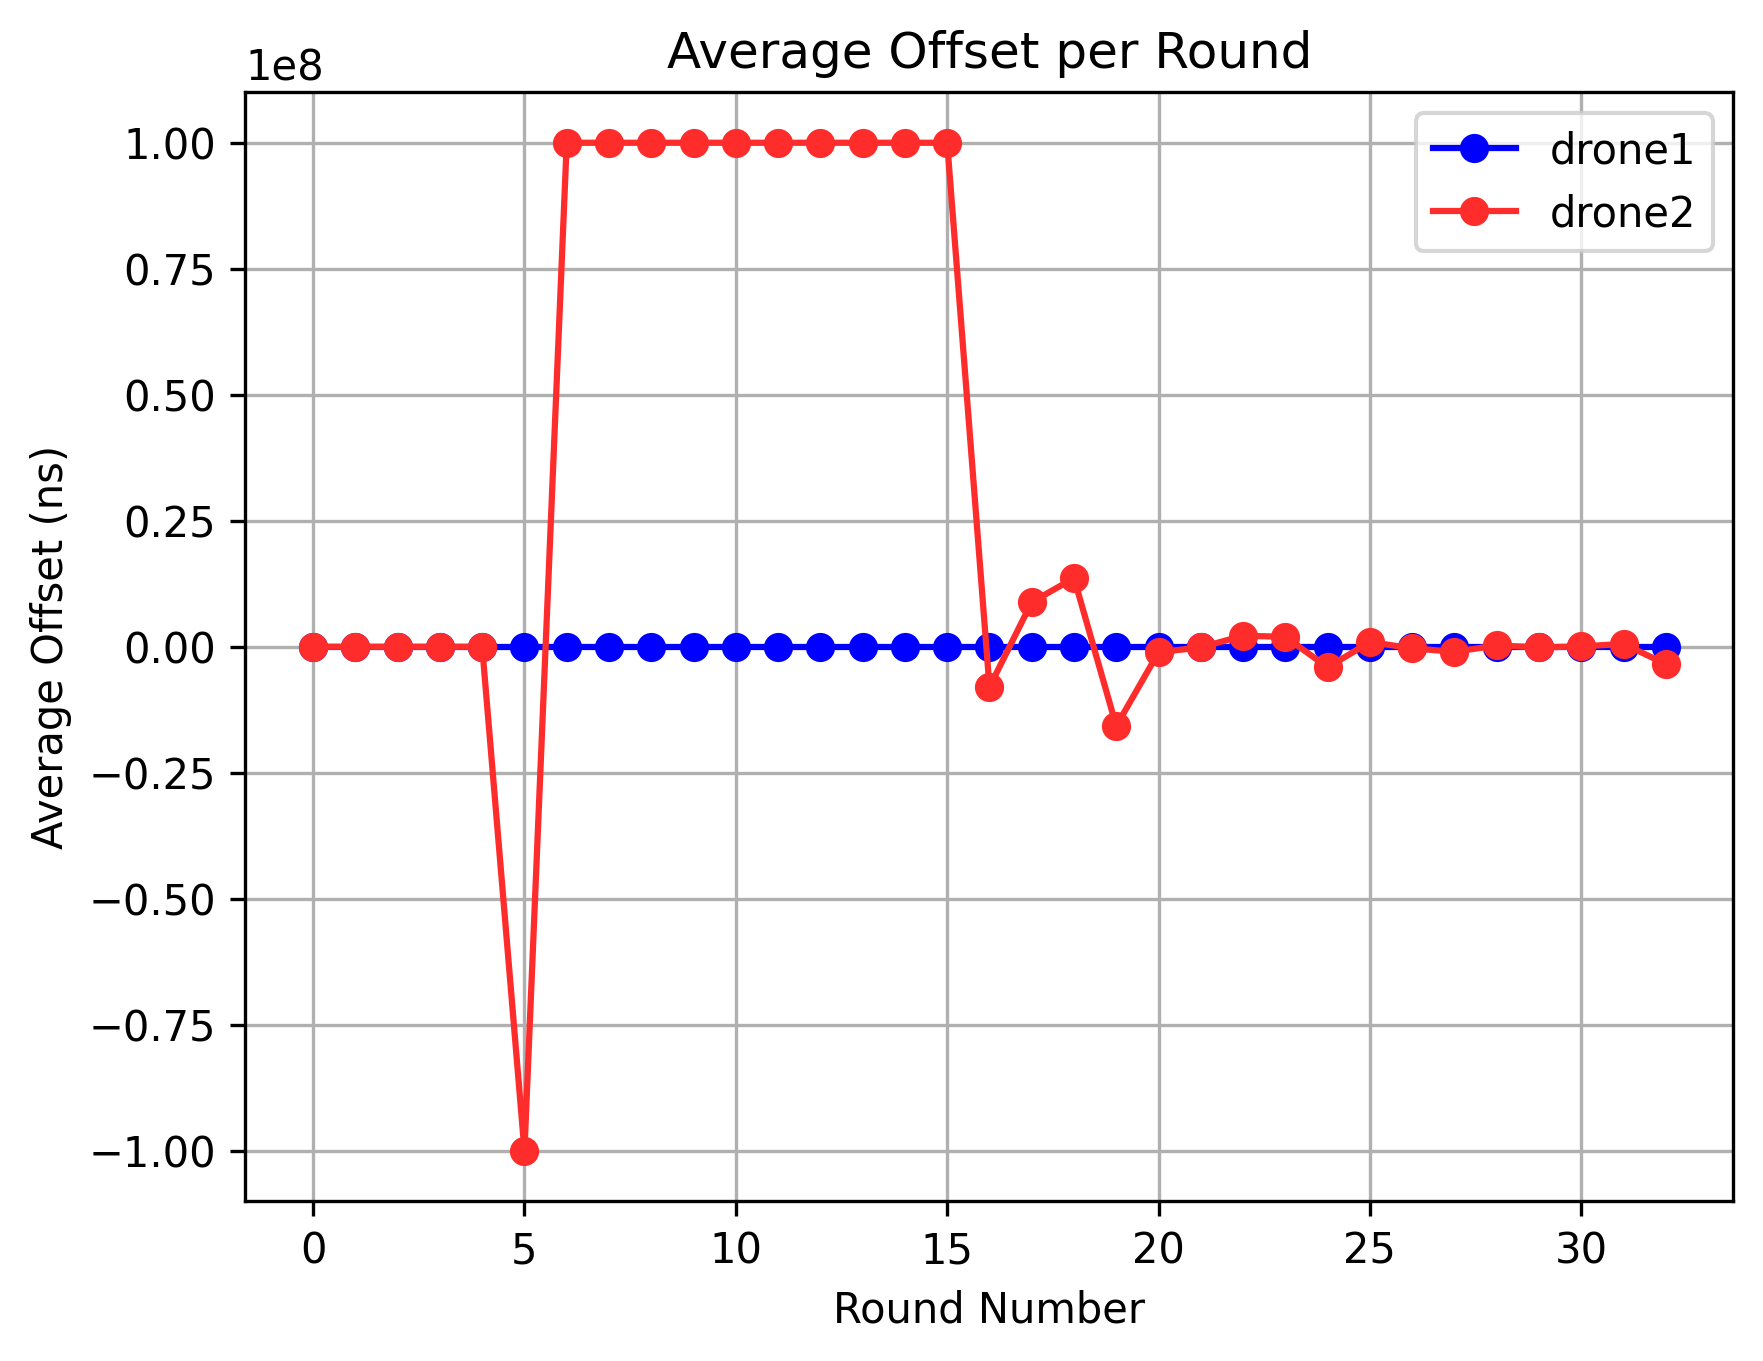 Average Offset per Round
1e8
1.00
0.75
0.50
0.25
0.00
−0.25
−0.50
−0.75
−1.00
Average Offset (ns)
drone1
drone2
0 5 10 15 20 25 30
Round Number